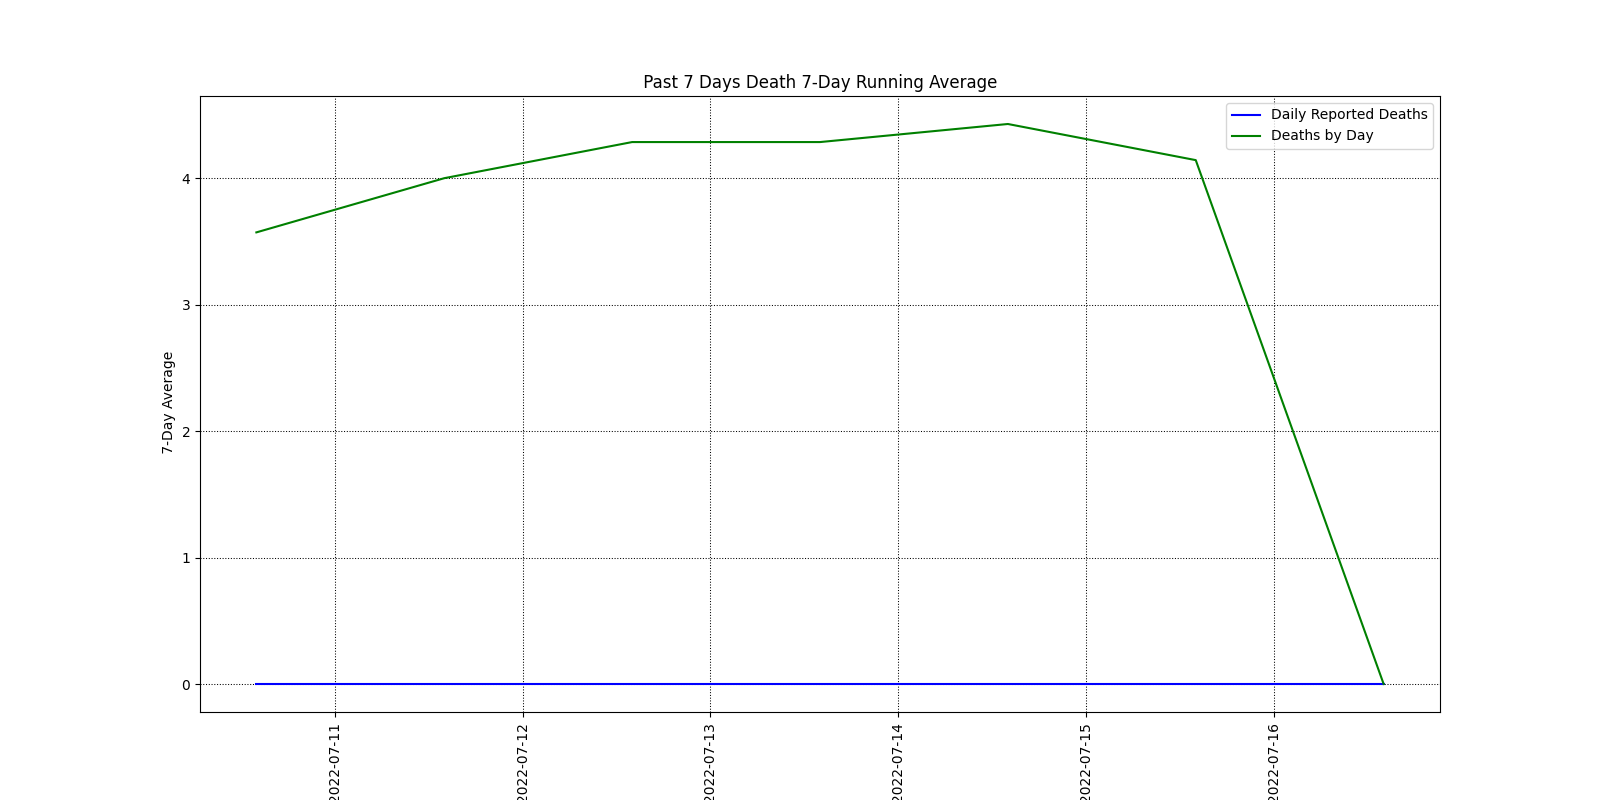 Past 7 Days Death 7-Day Running Average
Daily Reported Deaths
Deaths by Day
7-Day Average
4
3
2
1
0
2022-07-11
2022-07-12
2022-07-13
2022-07-14
2022-07-15
2022-07-16